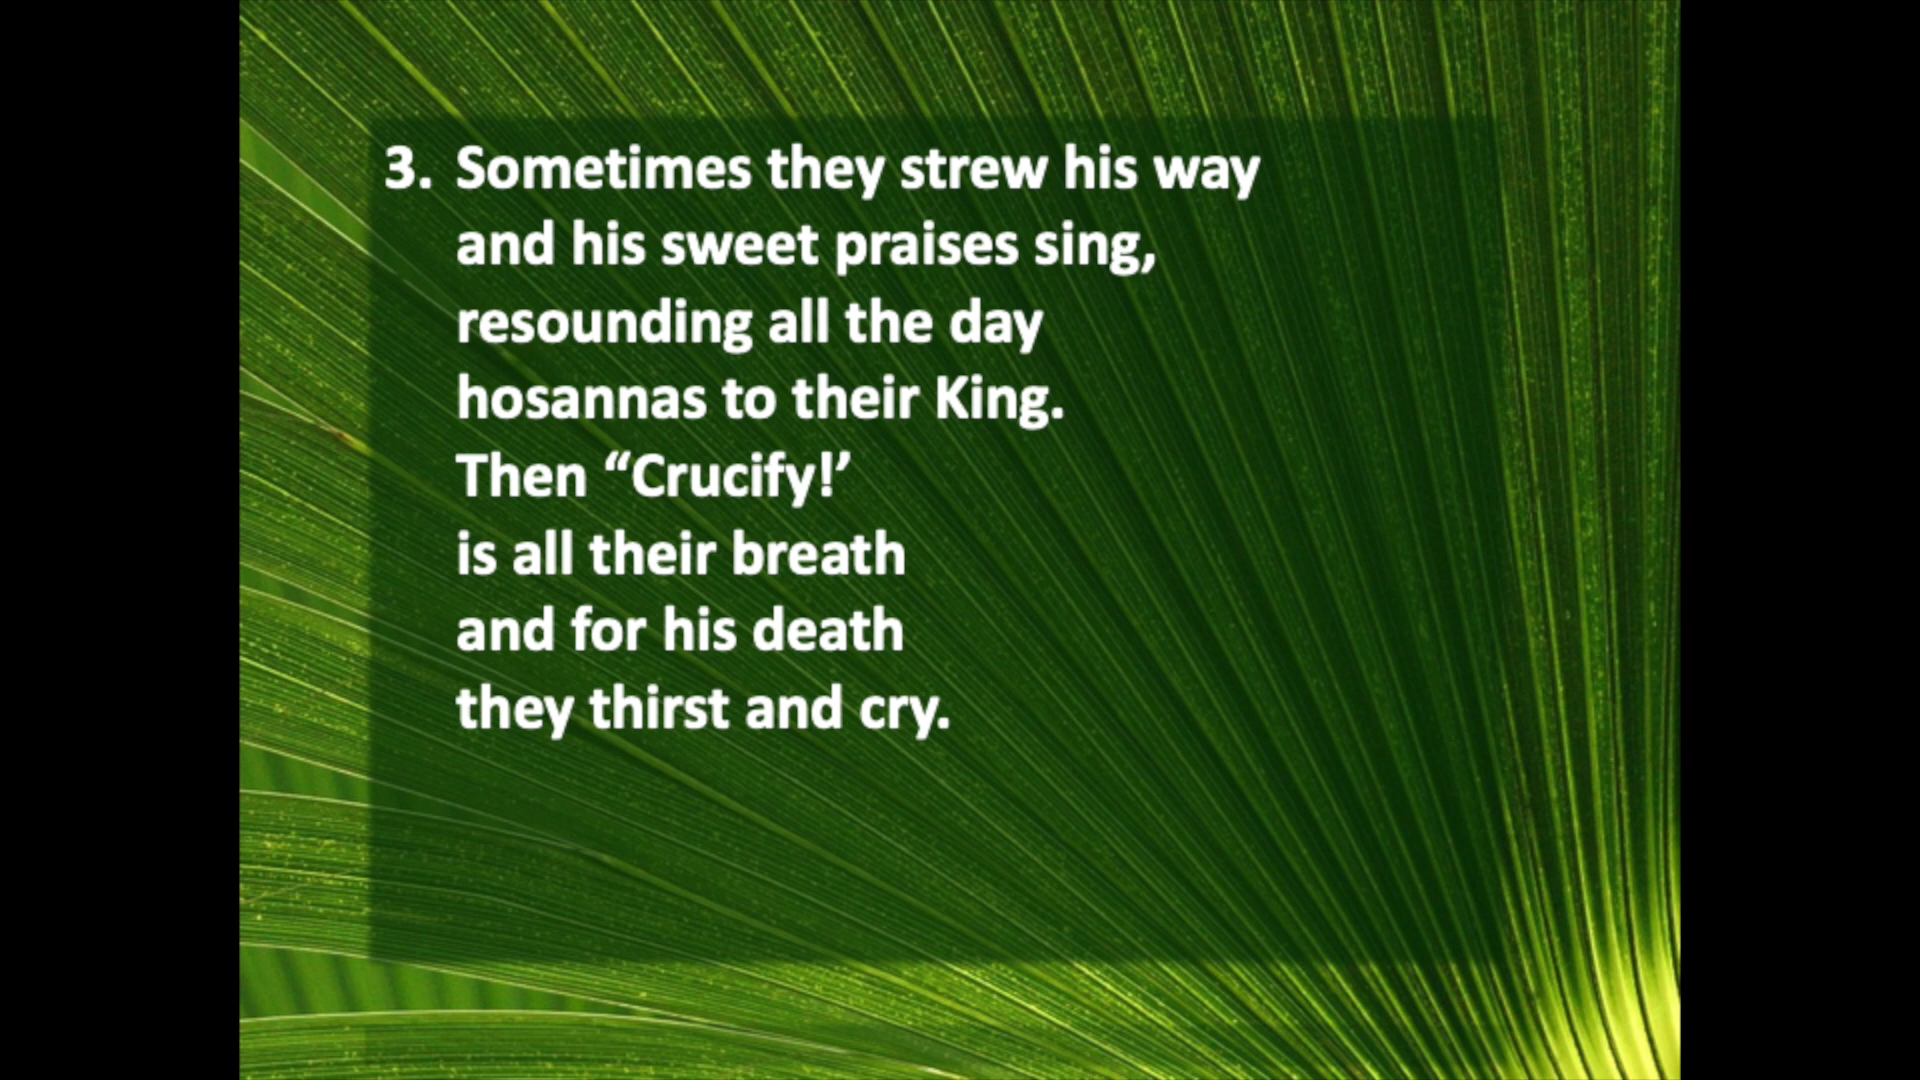 3. Sometimes they strew his way
and his sweet praises sing,
resounding all the day
hosannas to their King.
Then “Crucify!’
is all their breath
and for his death
they thirst and cry.